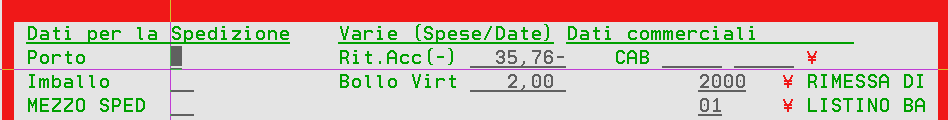 Dati per la Spedizione Varie (Spese/Date) Dati commerciali
Porto Rit.Acc(-) 35,76- CAB ¥
Imballo Bollo Virt 2,00 2000 ¥ RIMESSA DI
MEZZO SPED 01 ¥ LISTINO BA